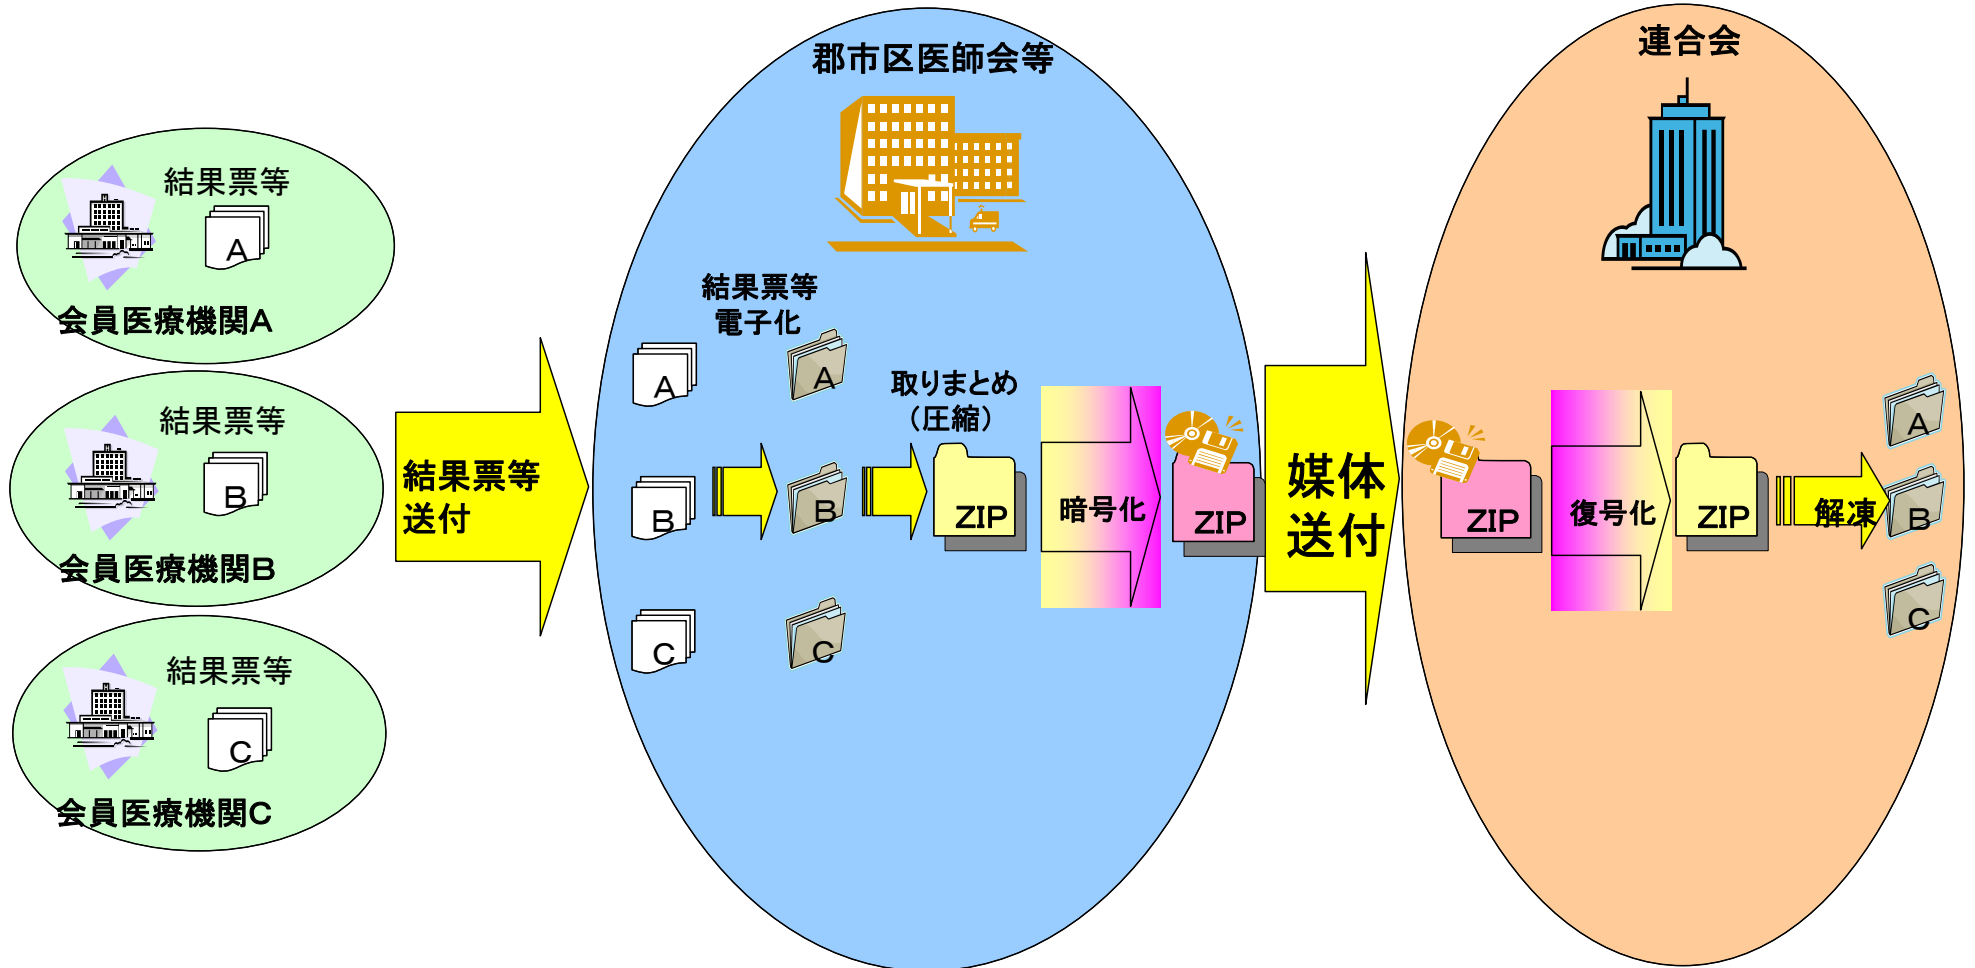 結果票等
A
会員医療機関A
結果票等
B
会員医療機関B
結果票等
C
会員医療機関C
結果票等
送付
郡市区医師会等
結果票等
電子化
A
A
B
B
C
C
取りまとめ
（圧縮）
ZIP
暗号化
ZIP
媒体
送付
連合会
ZIP
復号化
ZIP
解凍
A
B
C